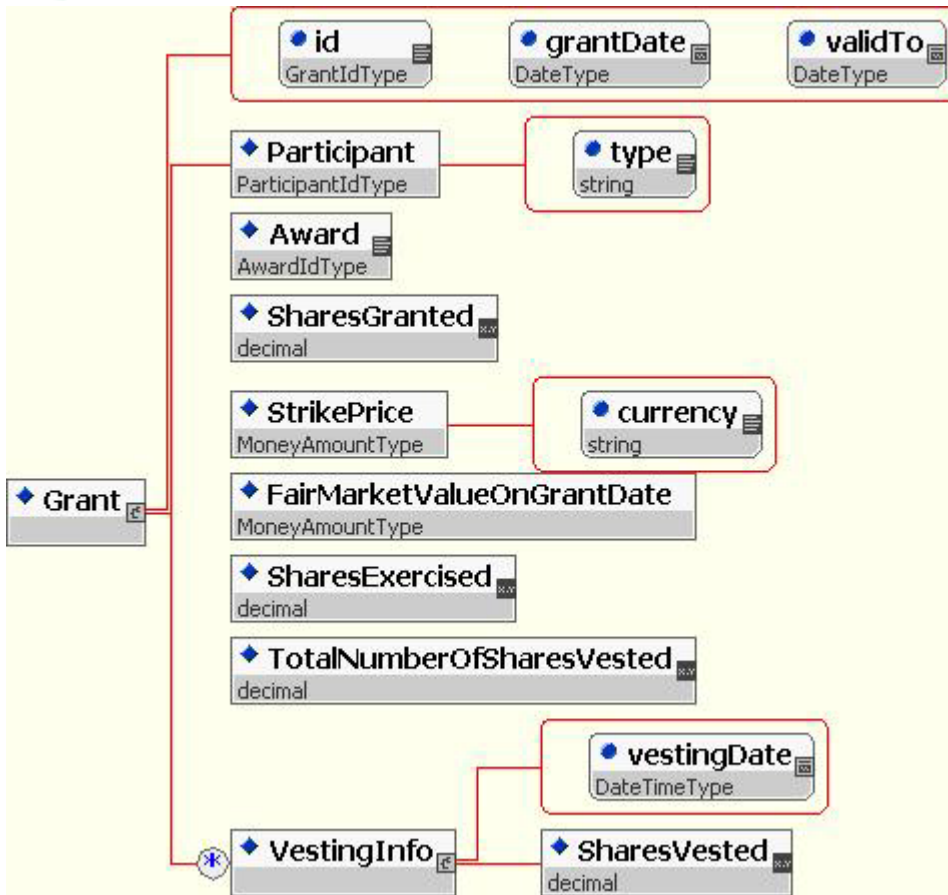 id
GrantIdType
grantDate
DateType
validTo
DateType
Participant
ParticipantIdType
type
string
Award
AwardIdType
SharesGranted
decimal
StrikePrice
MoneyAmountType
currency
string
Grant
FairMarketValueOnGrantDate
MoneyAmountType
SharesExercised
decimal
TotalNumberOfSharesVested
decimal
vestingDate
DateTimeType
VestingInfo
SharesVested
decimal